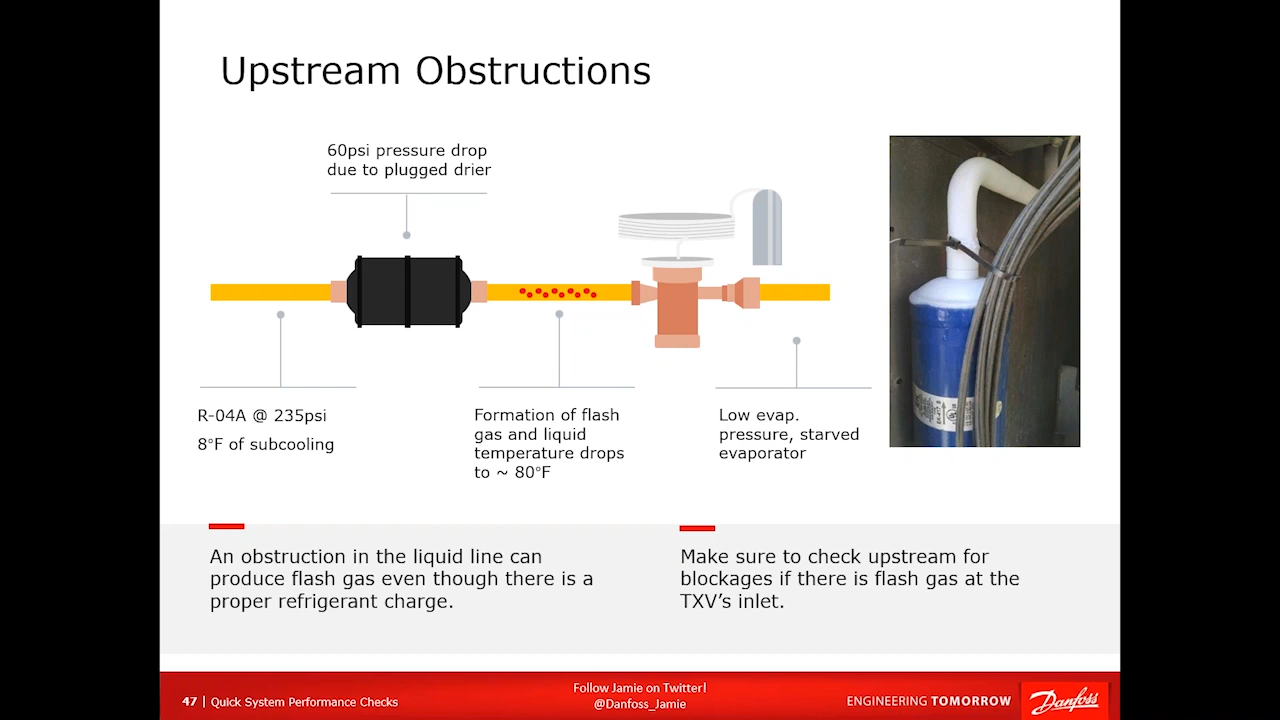 Upstream Obstructions
60psi pressure drop
due to plugged drier
R-04A @ 235psi
8°F of subcooling
Formation of flash
gas and liquid
temperature drops
to ~ 80°F
Low evap.
pressure, starved
evaporator
An obstruction in the liquid line can
produce flash gas even though there is a
proper refrigerant charge.
Make sure to check upstream for
blockages if there is flash gas at the
TXV’s inlet.
47 | Quick System Performance Checks
Follow Jamie on Twitter!
@Danfoss_Jamie
ENGINEERING TOMORROW
Danfoss